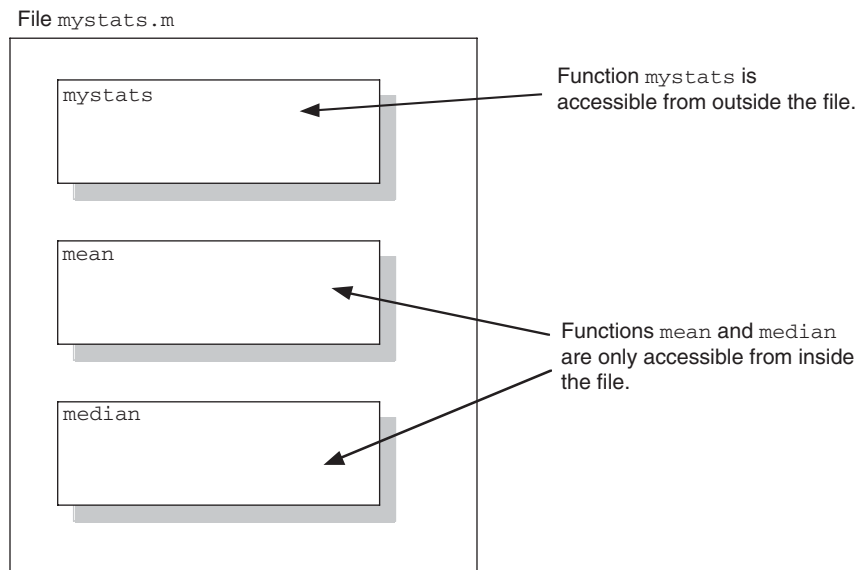 File mystats.m
mystats
Function mystats is
accessible from outside the file.
mean
Functions mean and median
are only accessible from inside
the file.
median